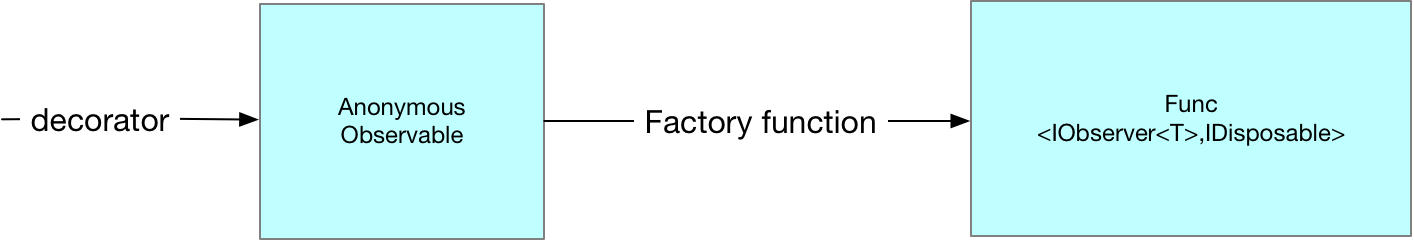 decorator
Anonymous
Observable
Factory function
Func
<IObserver<T>,IDisposable>